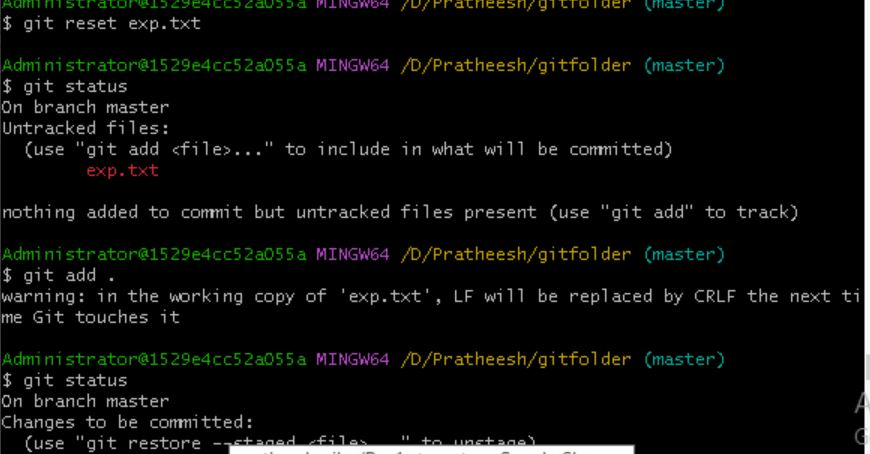 Administrator@1529e4cc52a055a MINGW64 /D/Pratheesh/gitfolder (master)
$ git reset exp.txt
Administrator@1529e4cc52a055a MINGW64 /D/Pratheesh/gitfolder (master)
$ git status
On branch master
Untracked files:
(use "git add <file>..." to include in what will be committed)
exp.txt
nothing added to commit but untracked files present (use "git add" to track)
Administrator@1529e4cc52a055a MINGW64 /D/Pratheesh/gitfolder (master)
$ git add .
warning: in the working copy of 'exp.txt', LF will be replaced by CRLF the next ti
me Git touches it
Administrator@1529e4cc52a055a MINGW64 /D/Pratheesh/gitfolder (master)
$ git status
On branch master
Changes to be committed:
(use "git restore --staged <file>..." to unstage)